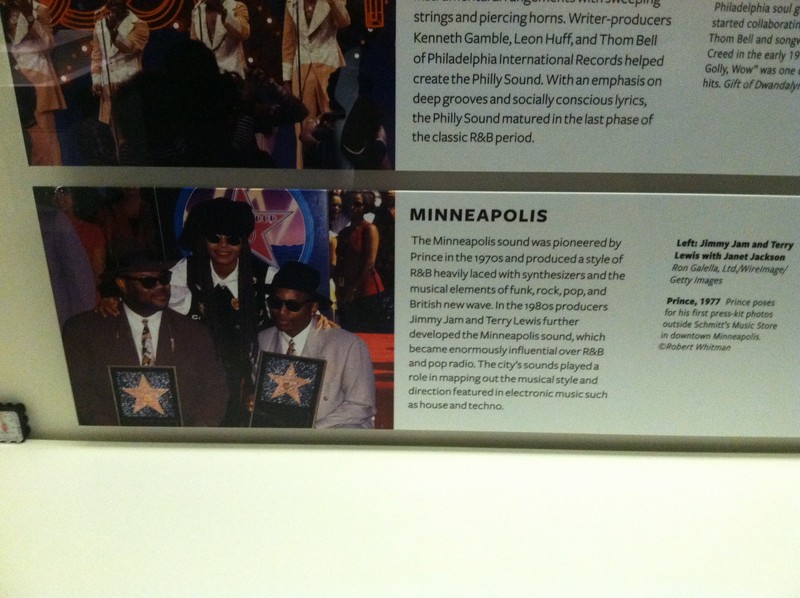 strings and piercing horns. Writer-producers
Kenneth Gamble, Leon Huff, and Thom Bell
of Philadelphia International Records helped
create the Philly Sound. With an emphasis on
deep grooves and socially conscious lyrics,
the Philly Sound matured in the last phase of
the classic R&B period.
Philadelphia soul g
started collaboratin
Thom Bell and songw
Creed in the early 19
Golly, Wow" was one o
hits. Gift of Dwandalyn
MINNEAPOLIS
The Minneapolis sound was pioneered by
Prince in the 1970s and produced a style of
R&B heavily laced with synthesizers and the
musical elements of funk, rock, pop, and
British new wave. In the 1980s producers
Jimmy Jam and Terry Lewis further
developed the Minneapolis sound, which
became enormously influential over R&B
and pop radio. The city's sounds played a
role in mapping out the musical style and
direction featured in electronic music such
as house and techno.
Left: Jimmy Jam and Terry
Lewis with Janet Jackson
Ron Galella, Ltd./WireImage/
Getty Images
Prince, 1977 Prince poses
for his first press-kit photos
outside Schmitt's Music Store
in downtown Minneapolis.
©Robert Whitman